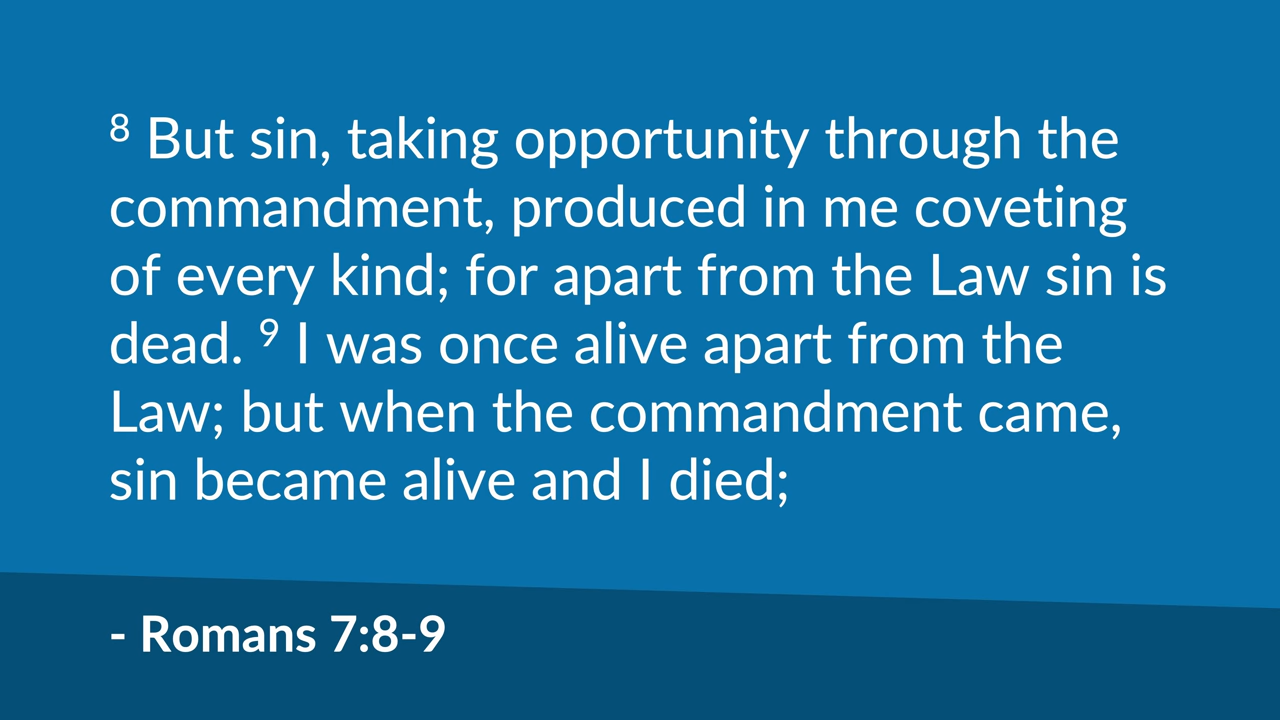 ⁸ But sin, taking opportunity through the
commandment, produced in me coveting
of every kind; for apart from the Law sin is
dead. ⁹ I was once alive apart from the
Law; but when the commandment came,
sin became alive and I died;
- Romans 7:8-9